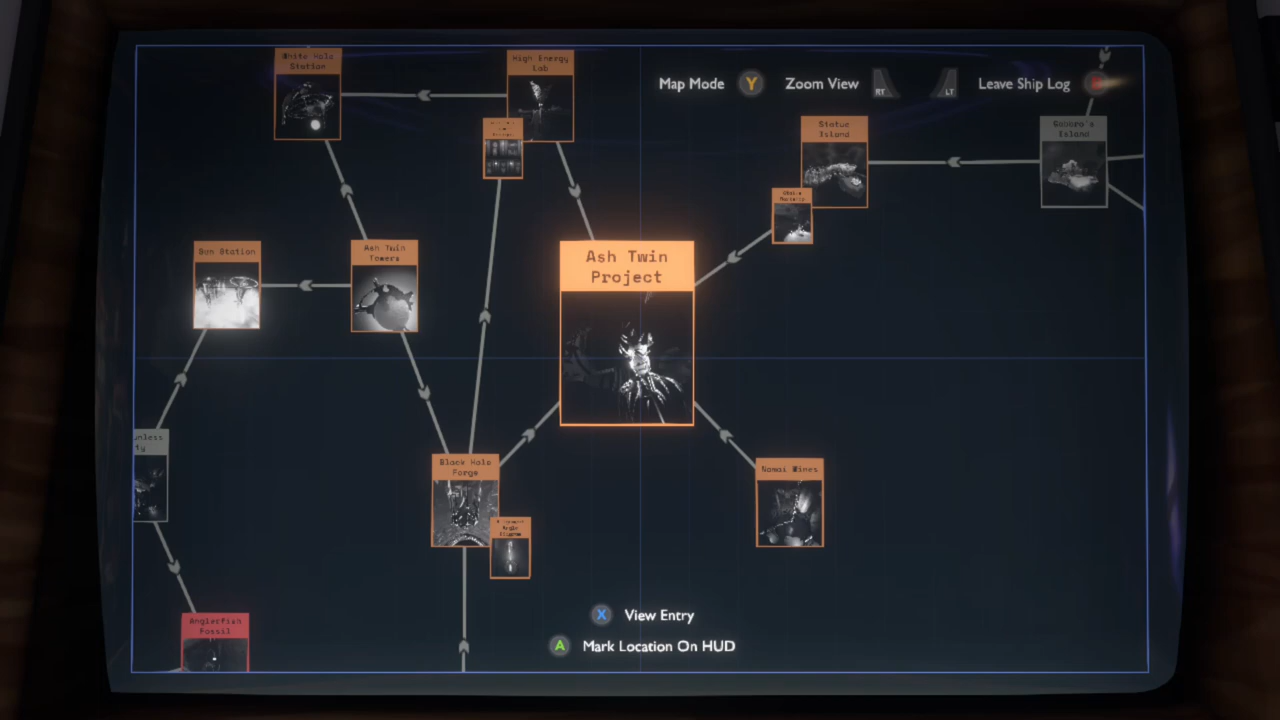 White Hole
Station
High Energy
Lab
Map Mode
Y
Zoom View
RT
LT
Leave Ship Log
B
Statue
Island
Gabbro's
Island
Sun Station
Ash Twin
Towers
Ash Twin
Project
Black Hole
Forge
Nomai Mines
Anglerfish
Fossil
X
View Entry
A
Mark Location On HUD